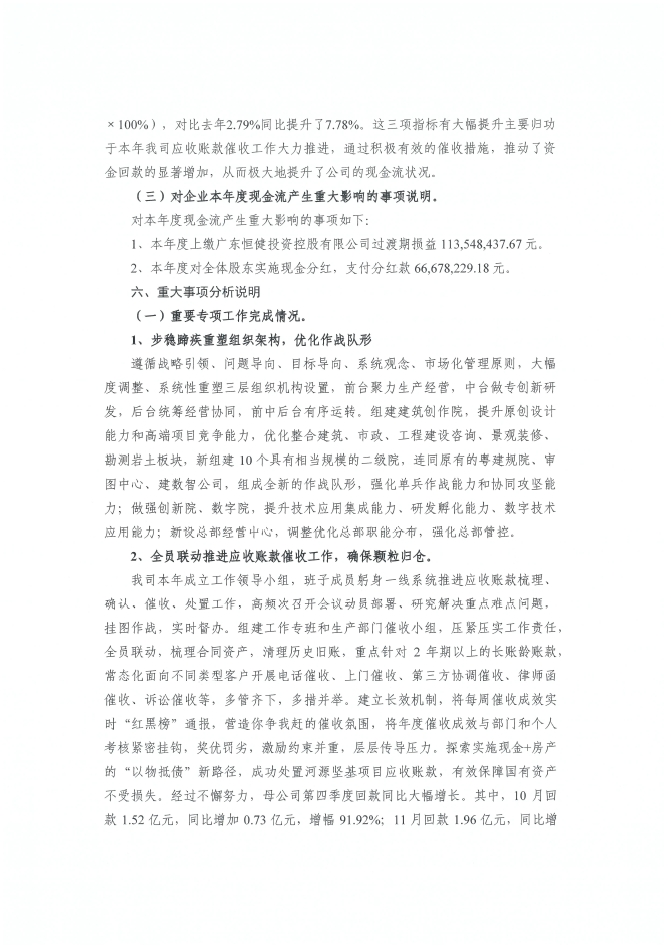 ×100%），对比去年2.79%同比提升了7.78%。这三项指标有大幅提升主要归功
于本年我司应收账款催收工作大力推进，通过积极有效的催收措施，推动了资
金回款的显著增加，从而极大地提升了公司的现金流状况。
（三）对企业本年度现金流产生重大影响的事项说明。
对本年度现金流产生重大影响的事项如下：
1、本年度上缴广东恒健投资控股有限公司过渡期损益 113,548,437.67 元。
2、本年度对全体股东实施现金分红，支付分红款 66,678,229.18 元。
六、重大事项分析说明
（一）重要专项工作完成情况。
1、步稳蹄疾重塑组织架构，优化作战队形
遵循战略引领、问题导向、目标导向、系统观念、市场化管理原则，大幅
度调整、系统性重塑三层组织机构设置，前台聚力生产经营，中台做专创新研
发，后台统筹经营协同，前中后台有序运转。组建建筑创作院，提升原创设计
能力和高端项目竞争能力，优化整合建筑、市政、工程建设咨询、景观装修、
勘测岩土板块，新组建 10 个具有相当规模的二级院，连同原有的粤建规院、审
图中心、建数智公司，组成全新的作战队形，强化单兵作战能力和协同攻坚能
力；做强创新院、数字院，提升技术应用集成能力、研发孵化能力、数字技术
应用能力；新设总部经营中心，调整优化总部职能分布，强化总部管控。
2、全员联动推进应收账款催收工作，确保颗粒归仓。
我司本年成立工作领导小组，班子成员躬身一线系统推进应收账款梳理、
确认、催收、处置工作，高频次召开会议动员部署、研究解决重点难点问题，
挂图作战，实时督办。组建工作专班和生产部门催收小组，压紧压实工作责任，
全员联动，梳理合同资产，清理历史旧账，重点针对 2 年期以上的长账龄账款，
常态化面向不同类型客户开展电话催收、上门催收、第三方协调催收、律师函
催收、诉讼催收等，多管齐下，多措并举。建立长效机制，将每周催收成效实
时“红黑榜”通报，营造你争我赶的催收氛围，将年度催收成效与部门和个人
考核紧密挂钩，奖优罚劣，激励约束并重，层层传导压力。探索实施现金+房产
的“以物抵债”新路径，成功处置河源坚基项目应收账款，有效保障国有资产
不受损失。经过不懈努力，母公司第四季度回款同比大幅增长。其中，10 月回
款 1.52 亿元，同比增加 0.73 亿元，增幅 91.92%；11 月回款 1.96 亿元，同比增